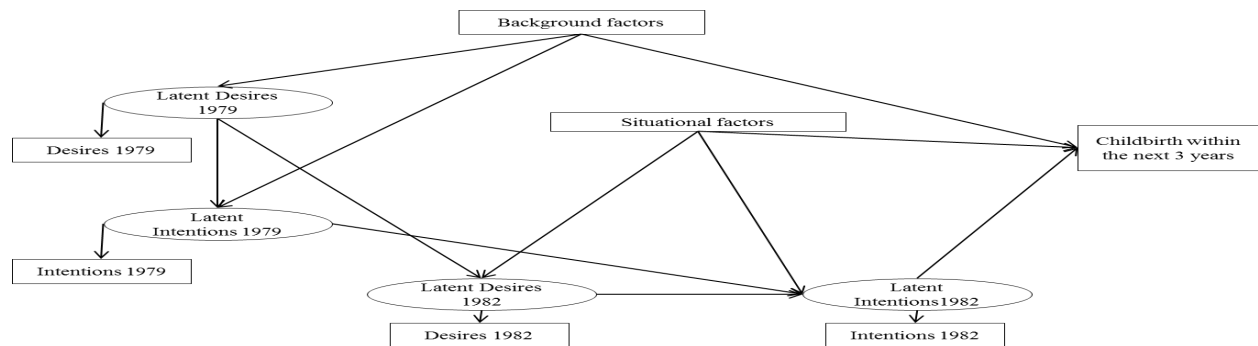 Background factors
Latent Desires
1979
Desires 1979
Situational factors
Childbirth within
the next 3 years
Latent
Intentions 1979
Intentions 1979
Latent Desires
1982
Latent
Intentions1982
Desires 1982
Intentions 1982